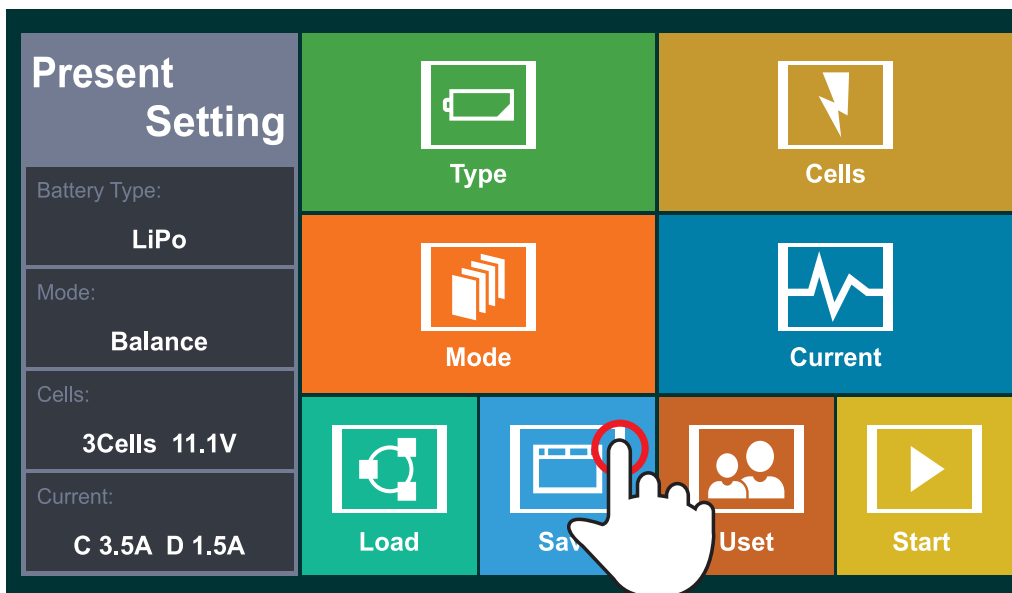 Present
Setting
Battery Type:
LiPo
Mode:
Balance
Cells:
3Cells 11.1V
Current:
C 3.5A D 1.5A
Type
Cells
Mode
Current
Load
Uset
Start